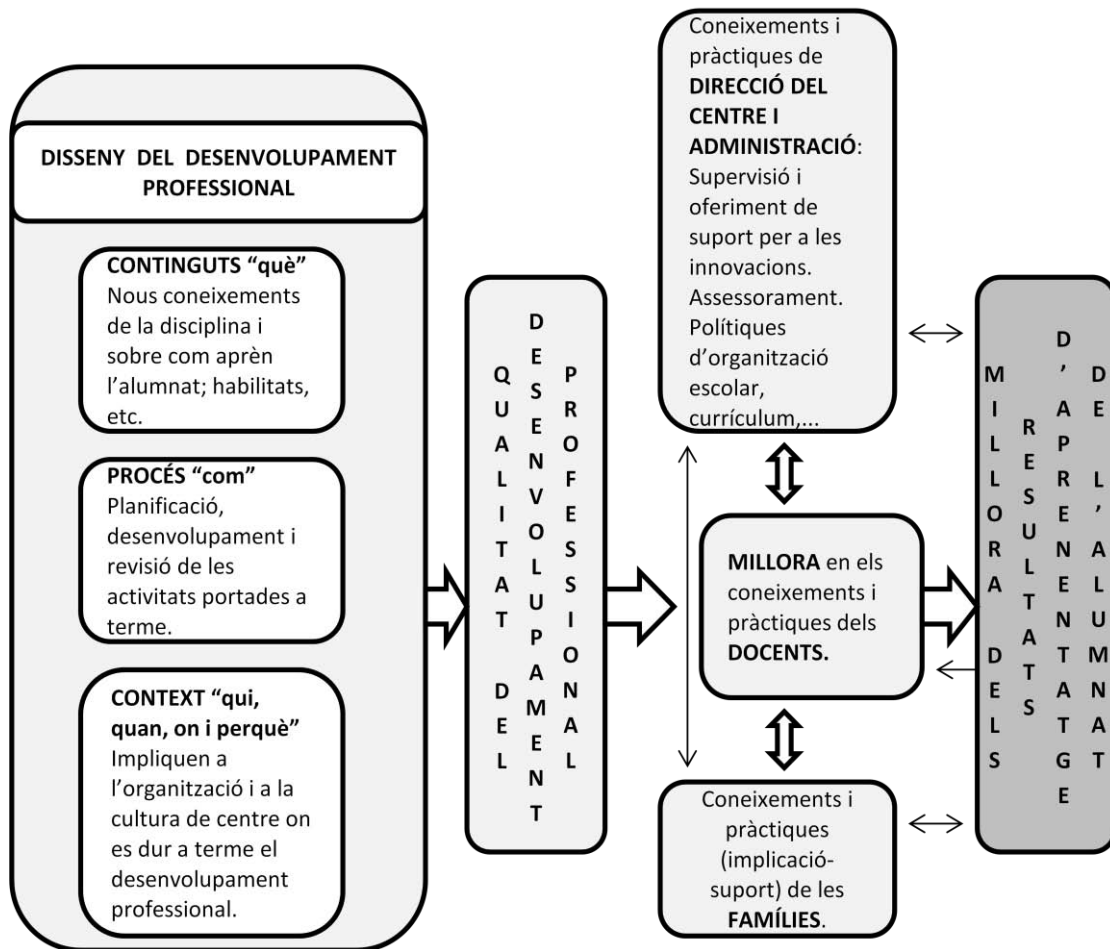 DISSENY DEL DESENVOLUPAMENT
PROFESSIONAL
CONTINGUTS “què”
Nous coneixements
de la disciplina i
sobre com aprèn
l’alumnat; habilitats,
etc.
PROCÉS “com”
Planificació,
desenvolupament i
revisió de les
activitats portades a
terme.
CONTEXT “qui,
quan, on i perquè”
Impliquen a
l’organització i a la
cultura de centre on
es dur a terme el
desenvolupament
professional.
QUALITAT DEL
DESENVOLUPAMENT
PROFESSIONAL
Coneixements i
pràctiques de
DIRECCIÓ DEL
CENTRE I
ADMINISTRACIÓ:
Supervisió i
oferiment de
suport per a les
innovacions.
Assessorament.
Polítiques
d’organització
escolar,
currículum,...
MILLORA en els
coneixements i
pràctiques dels
DOCENTS.
Coneixements i
pràctiques
(implicació-
suport) de les
FAMÍLIES.
MILLORA DELS
RESULTATS
D’APRENENTATGE
DE L’ALUMNAT